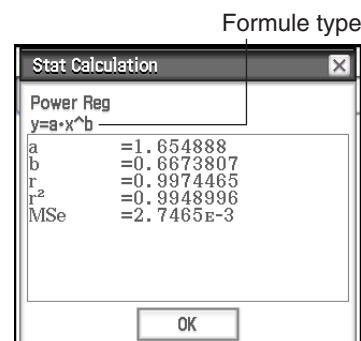 Formule type
Stat Calculation
Power Reg
y=a·x^b
a =1.654888
b =0.6673807
r =0.9974465
r² =0.9948996
MSe =2.7465ᴇ-3
OK